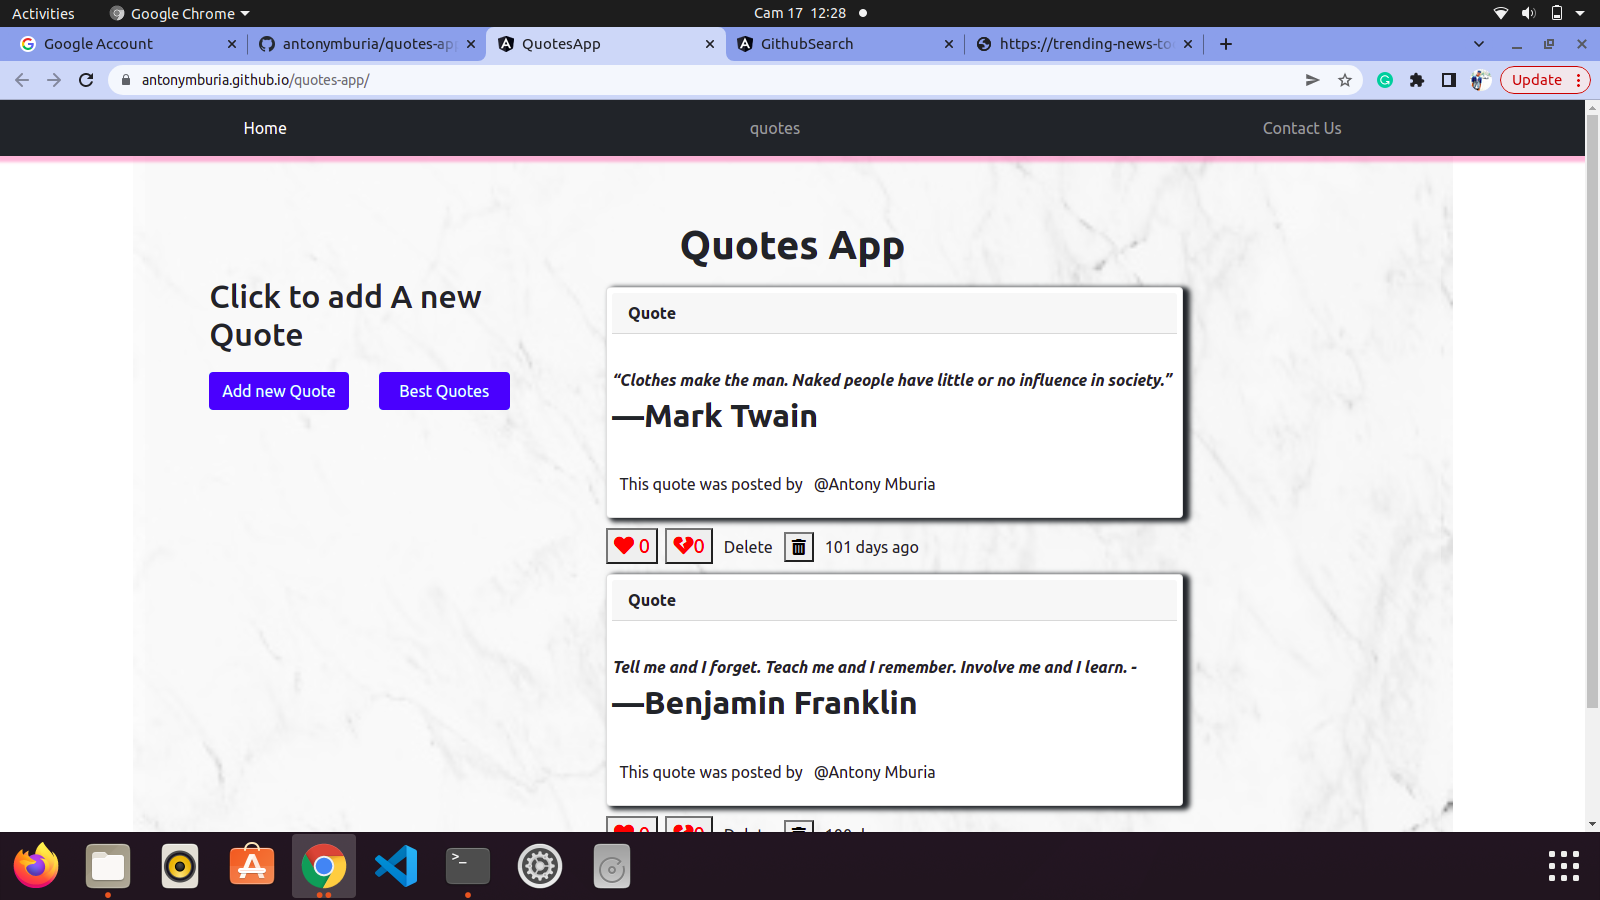 Activities Google Chrome Cam 17 12:28
Google Account antonymburia/quotes-app QuotesApp GithubSearch https://trending-news-to
antonymburia.github.io/quotes-app/ Update
Home quotes Contact Us
Quotes App
Click to add A new
Quote
Add new Quote Best Quotes
Quote
“Clothes make the man. Naked people have little or no influence in society.”
—Mark Twain
This quote was posted by @Antony Mburia
0 0 Delete 101 days ago
Quote
Tell me and I forget. Teach me and I remember. Involve me and I learn. -
—Benjamin Franklin
This quote was posted by @Antony Mburia